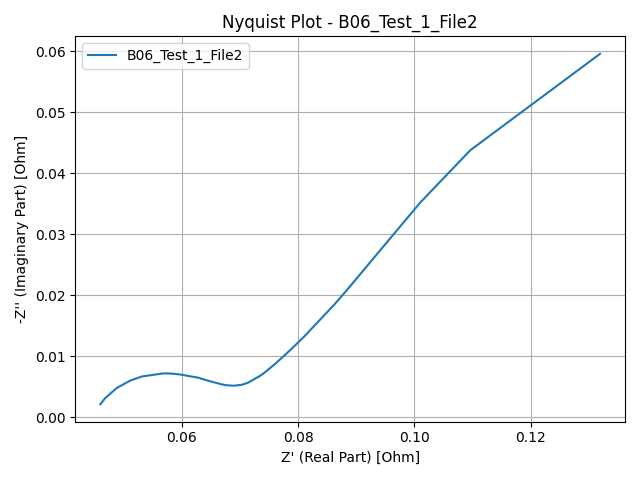 Nyquist Plot - B06_Test_1_File2
B06_Test_1_File2
-Z'' (Imaginary Part) [Ohm]
0.06
0.05
0.04
0.03
0.02
0.01
0.00
0.06 0.08 0.10 0.12
Z' (Real Part) [Ohm]